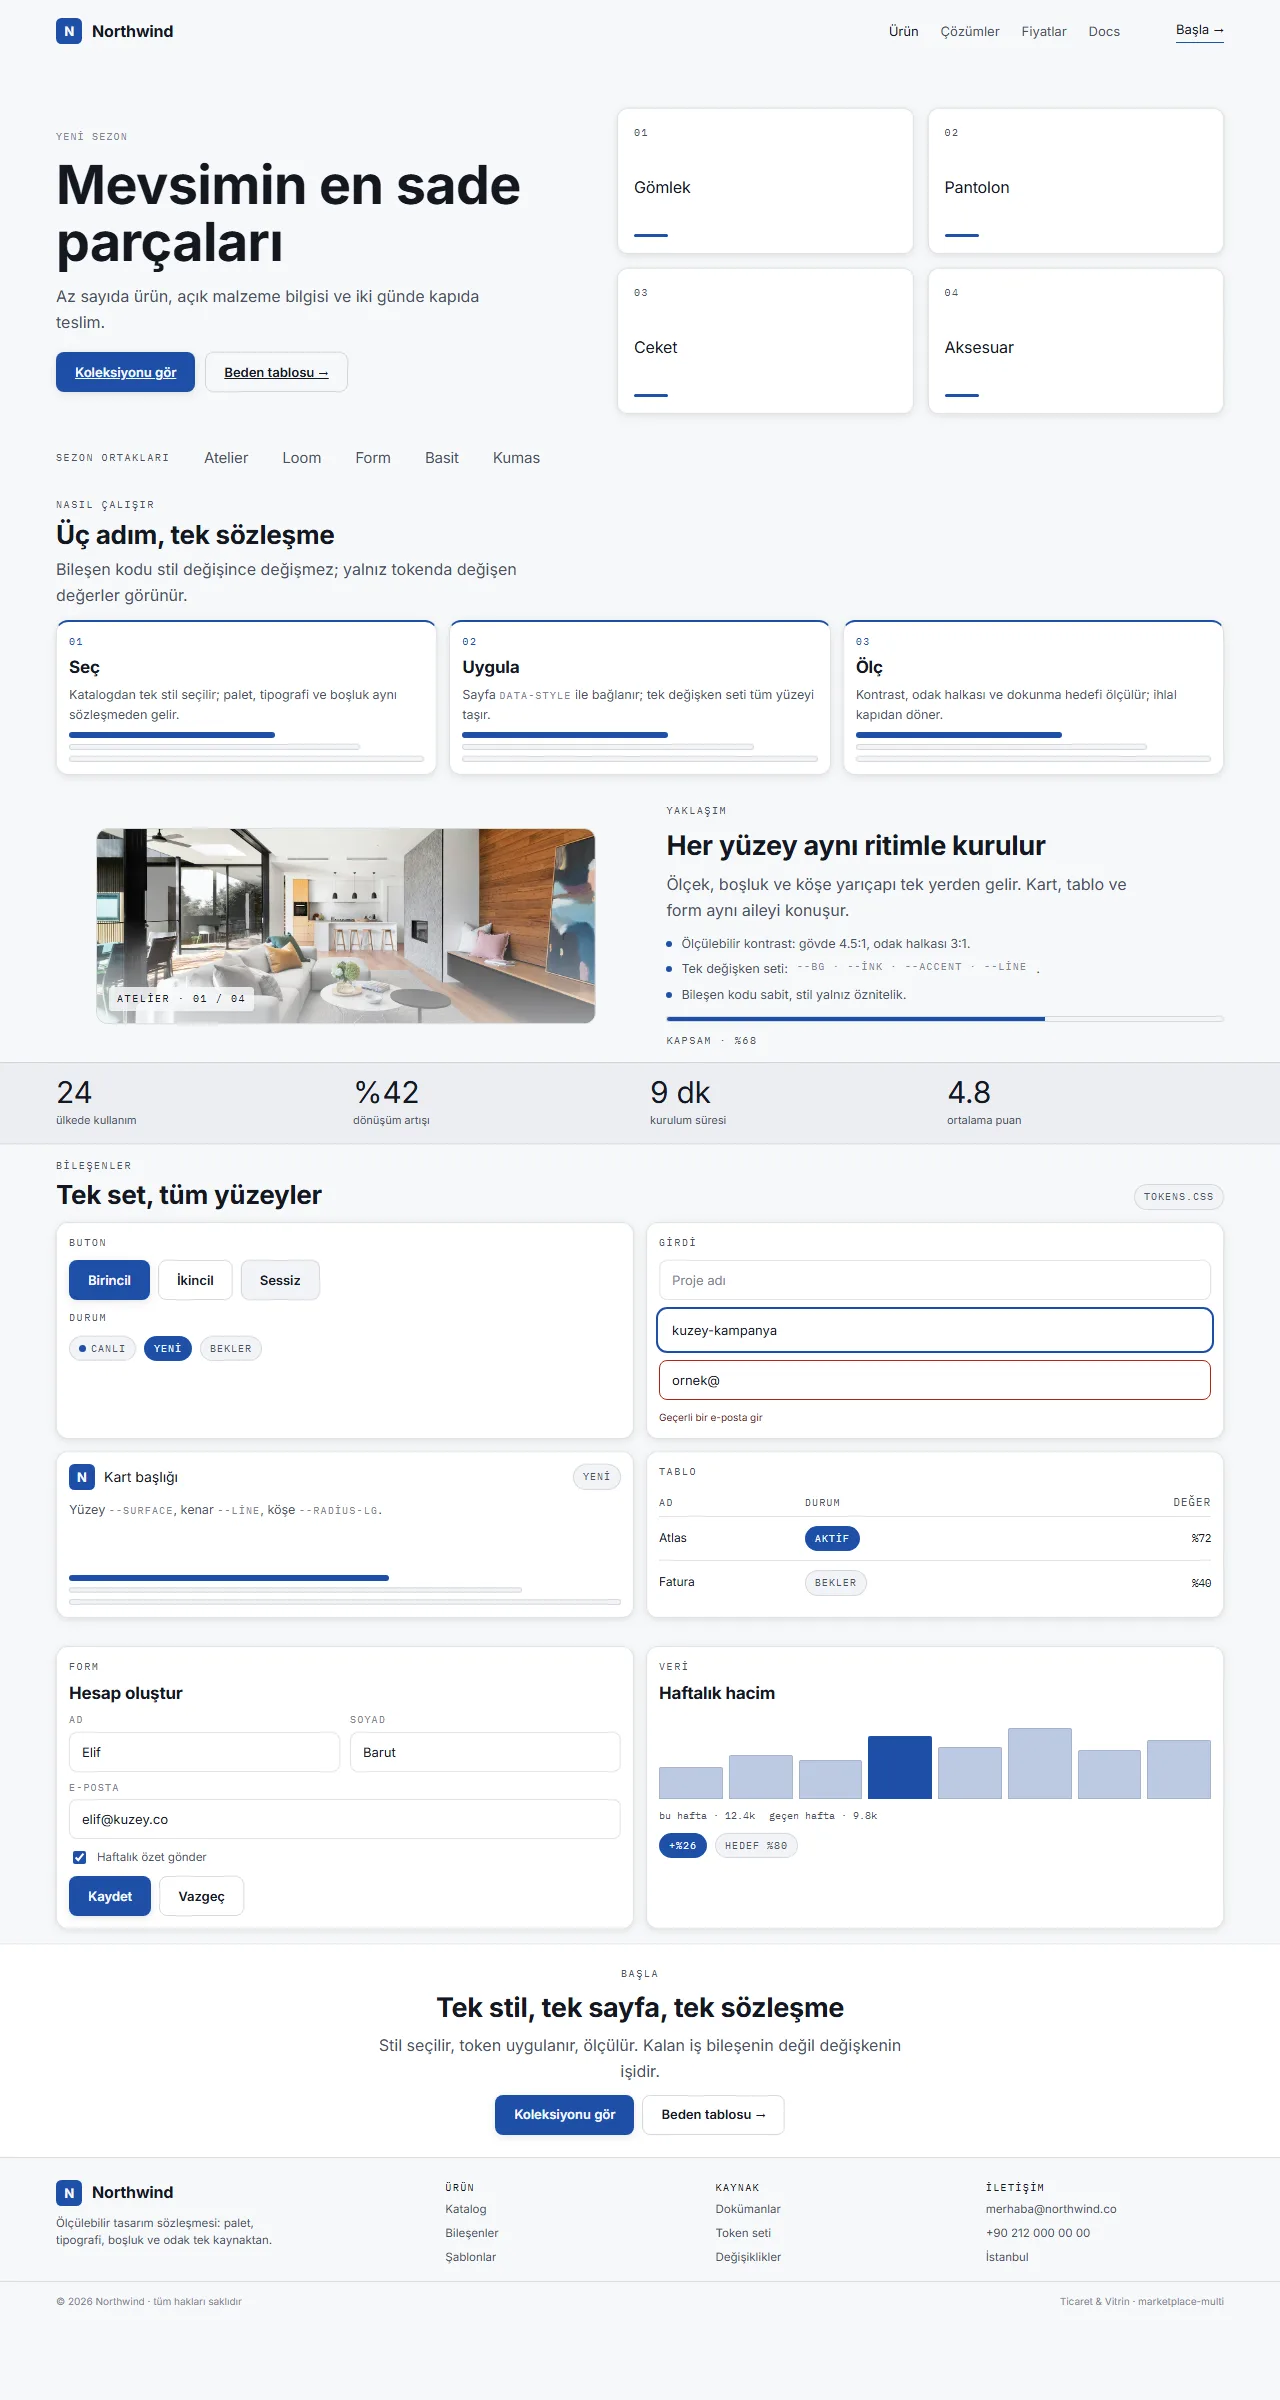 N Northwind
Ürün Çözümler Fiyatlar Docs Başla →
YENİ SEZON
Mevsimin en sade
parçaları
Az sayıda ürün, açık malzeme bilgisi ve iki günde kapıda
teslim.
Koleksiyonu gör Beden tablosu →
01
Gömlek
02
Pantolon
03
Ceket
04
Aksesuar
SEZON ORTAKLARI Atelier Loom Form Basit Kumas
NASIL ÇALIŞIR
Üç adım, tek sözleşme
Bileşen kodu stil değişince değişmez; yalnız tokenda değişen
değerler görünür.
01
Seç
Katalogdan tek stil seçilir; palet, tipografi ve boşluk aynı
sözleşmeden gelir.
02
Uygula
Sayfa DATA-STYLE ile bağlanır; tek değişken seti tüm yüzeyi
taşır.
03
Ölç
Kontrast, odak halkası ve dokunma hedefi ölçülür; ihlal
kapıdan döner.
ATELİER · 01 / 04
YAKLAŞIM
Her yüzey aynı ritimle kurulur
Ölçek, boşluk ve köşe yarıçapı tek yerden gelir. Kart, tablo ve
form aynı aileyi konuşur.
Ölçülebilir kontrast: gövde 4.5:1, odak halkası 3:1.
Tek değişken seti: --BG · --İNK · --ACCENT · --LİNE .
Bileşen kodu sabit, stil yalnız öznitelik.
KAPSAM · %68
24
ülkede kullanım
%42
dönüşüm artışı
9 dk
kurulum süresi
4.8
ortalama puan
BİLEŞENLER
Tek set, tüm yüzeyler
TOKENS.CSS
BUTON
Birincil İkincil Sessiz
DURUM
CANLI YENİ BEKLER
GİRDİ
Proje adı
kuzey-kampanya
ornek@
Geçerli bir e-posta gir
N Kart başlığı YENİ
Yüzey --SURFACE, kenar --LİNE, köşe --RADİUS-LG.
TABLO
AD DURUM DEĞER
Atlas AKTİF %72
Fatura BEKLER %40
FORM
Hesap oluştur
AD SOYAD
Elif Barut
E-POSTA
elif@kuzey.co
Haftalık özet gönder
Kaydet Vazgeç
VERİ
Haftalık hacim
bu hafta · 12.4k geçen hafta · 9.8k
+%26 HEDEF %80
BAŞLA
Tek stil, tek sayfa, tek sözleşme
Stil seçilir, token uygulanır, ölçülür. Kalan iş bileşenin değil değişkenin
işidir.
Koleksiyonu gör Beden tablosu →
N Northwind
Ölçülebilir tasarım sözleşmesi: palet,
tipografi, boşluk ve odak tek kaynaktan.
ÜRÜN
Katalog
Bileşenler
Şablonlar
KAYNAK
Dokümanlar
Token seti
Değişiklikler
İLETİŞİM
merhaba@northwind.co
+90 212 000 00 00
İstanbul
© 2026 Northwind · tüm hakları saklıdır
Ticaret & Vitrin · marketplace-multi